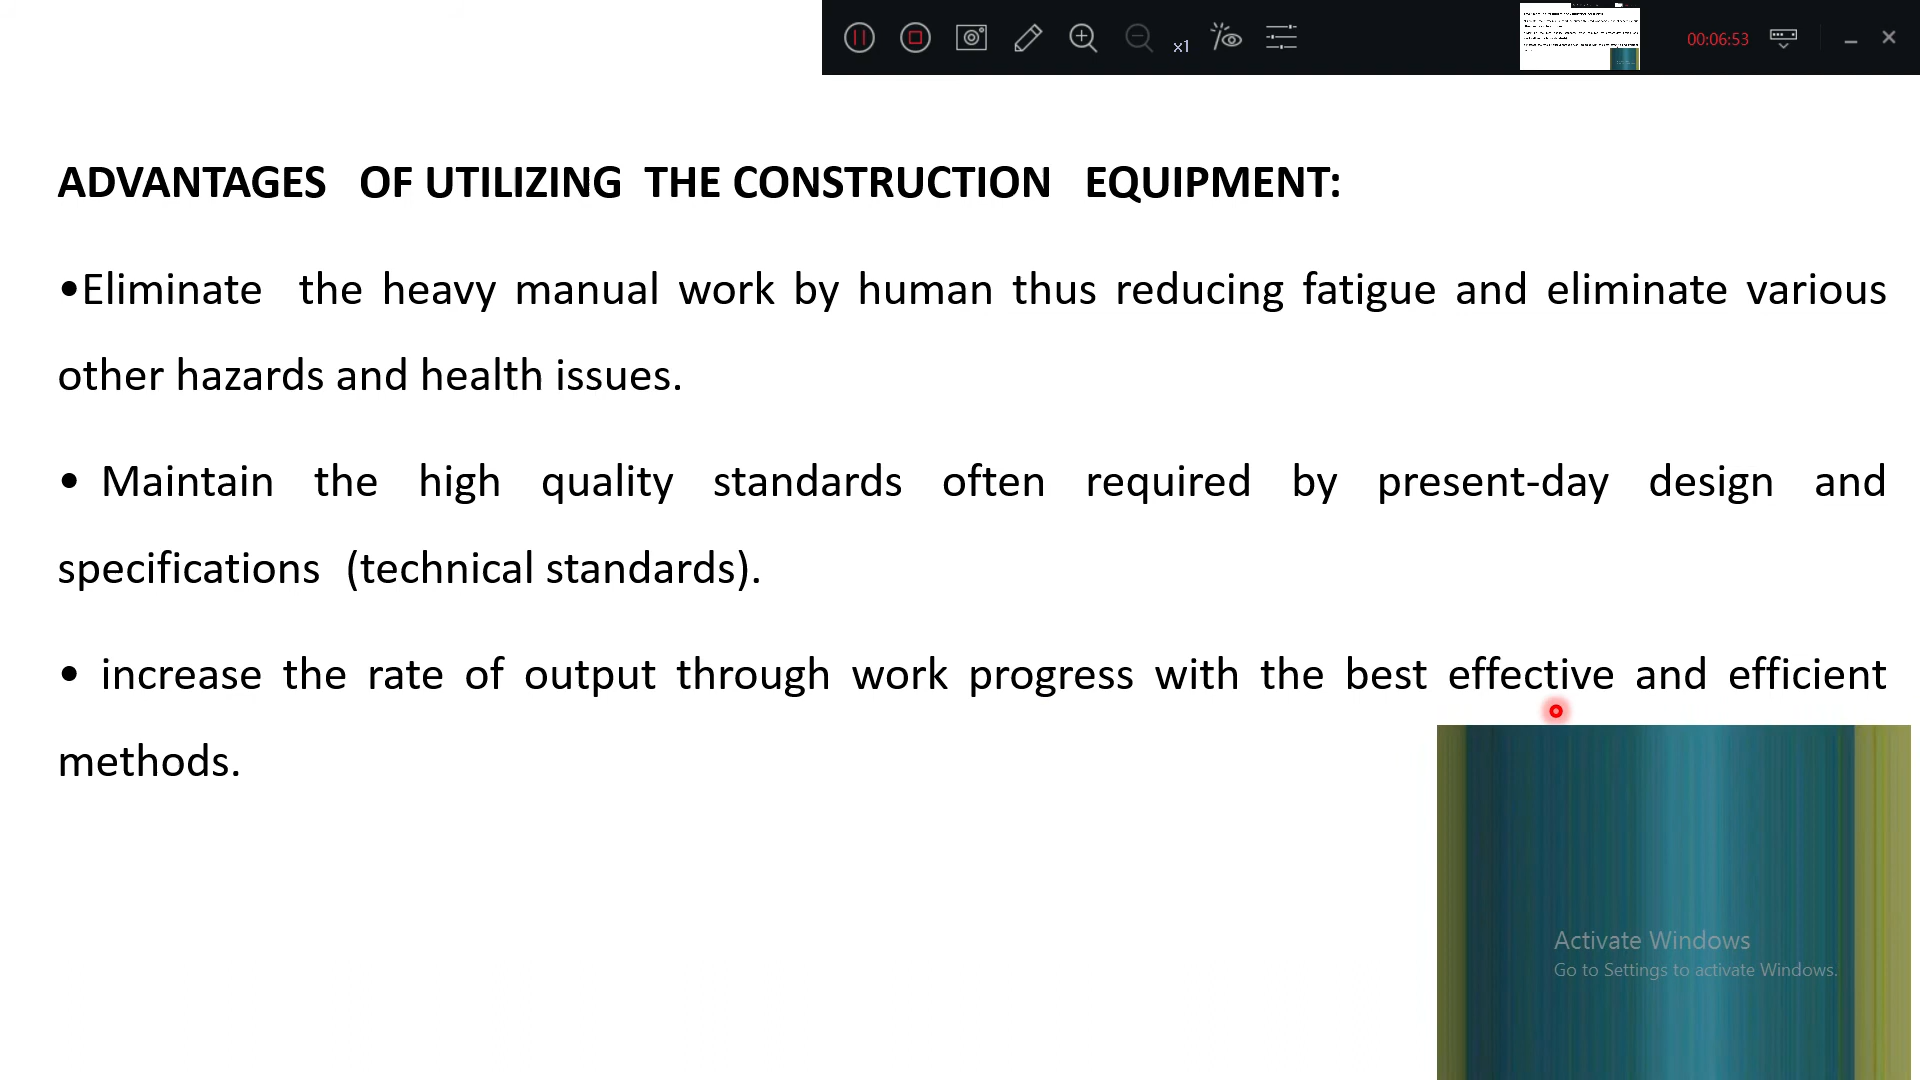 x1
00:06:53
ADVANTAGES OF UTILIZING THE CONSTRUCTION EQUIPMENT:
•Eliminate the heavy manual work by human thus reducing fatigue and eliminate various
other hazards and health issues.
• Maintain the high quality standards often required by present-day design and
specifications (technical standards).
• increase the rate of output through work progress with the best effective and efficient
methods.
Activate Windows
Go to Settings to activate Windows.